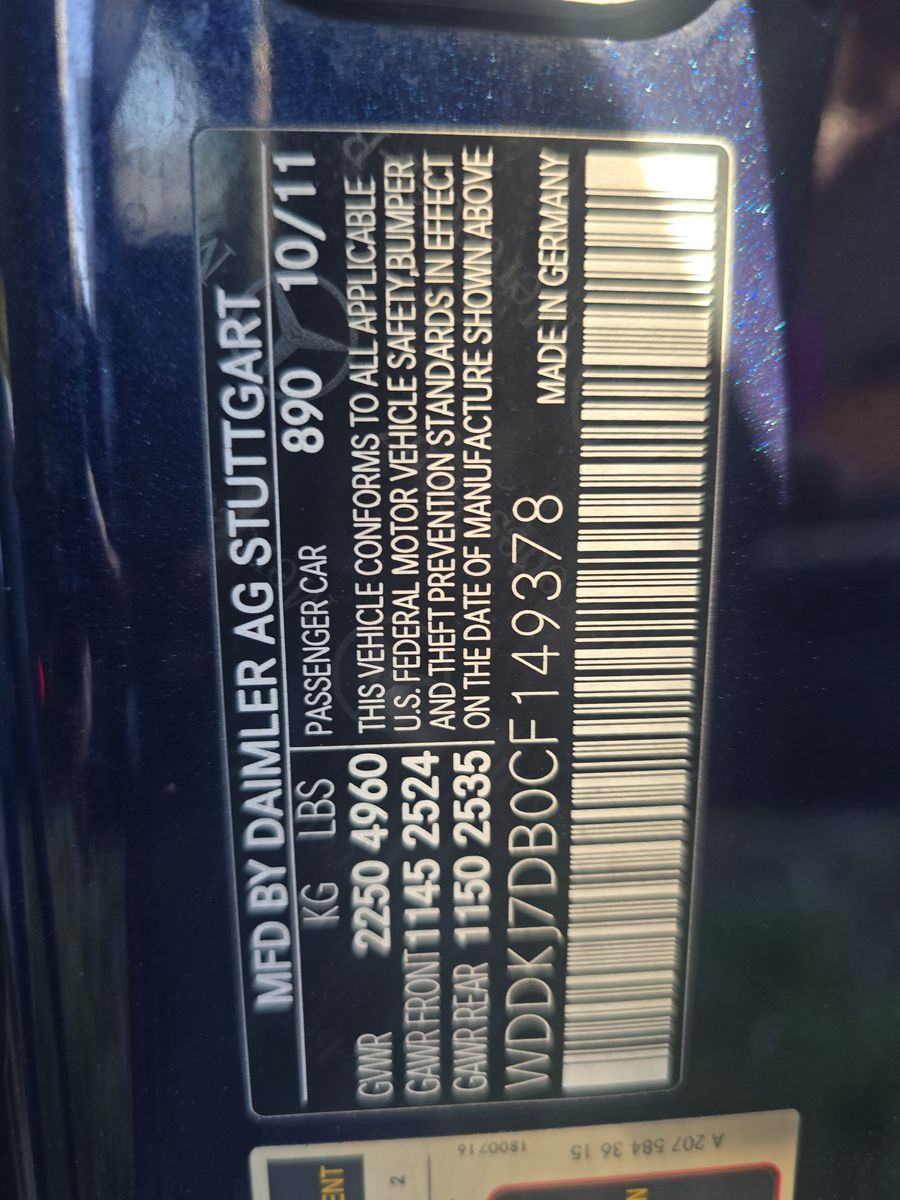 MFD BY DAIMLER AG STUTTGART
KG LBS PASSENGER CAR 890 10/11
GWR 2250 4960 THIS VEHICLE CONFORMS TO ALL APPLICABLE
GAWR FRONT 1145 2524 U.S. FEDERAL MOTOR VEHICLE SAFETY,BUMPER
GAWR REAR 1150 2535 AND THEFT PREVENTION STANDARDS IN EFFECT
ON THE DATE OF MANUFACTURE SHOWN ABOVE
WDDKJ7DB0CF149378 MADE IN GERMANY
A 207 584 36 15
1800716
ENT
2
N